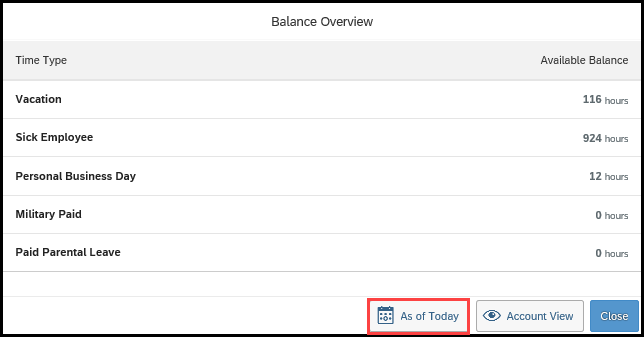 Balance Overview
Time Type Available Balance
Vacation 116 hours
Sick Employee 924 hours
Personal Business Day 12 hours
Military Paid 0 hours
Paid Parental Leave 0 hours
As of Today Account View Close